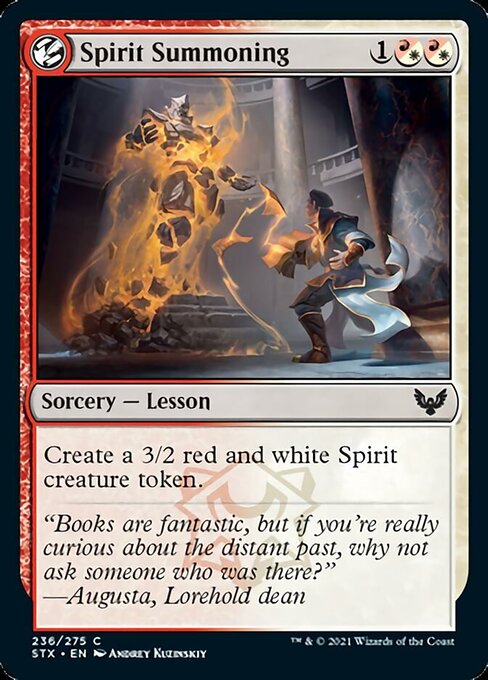 Spirit Summoning 1
Sorcery — Lesson
Create a 3/2 red and white Spirit
creature token.
“Books are fantastic, but if you’re really
curious about the distant past, why not
ask someone who was there?”
—Augusta, Lorehold dean
236/275 C
STX • EN Andrey Kuzinskiy
™ & © 2021 Wizards of the Coast